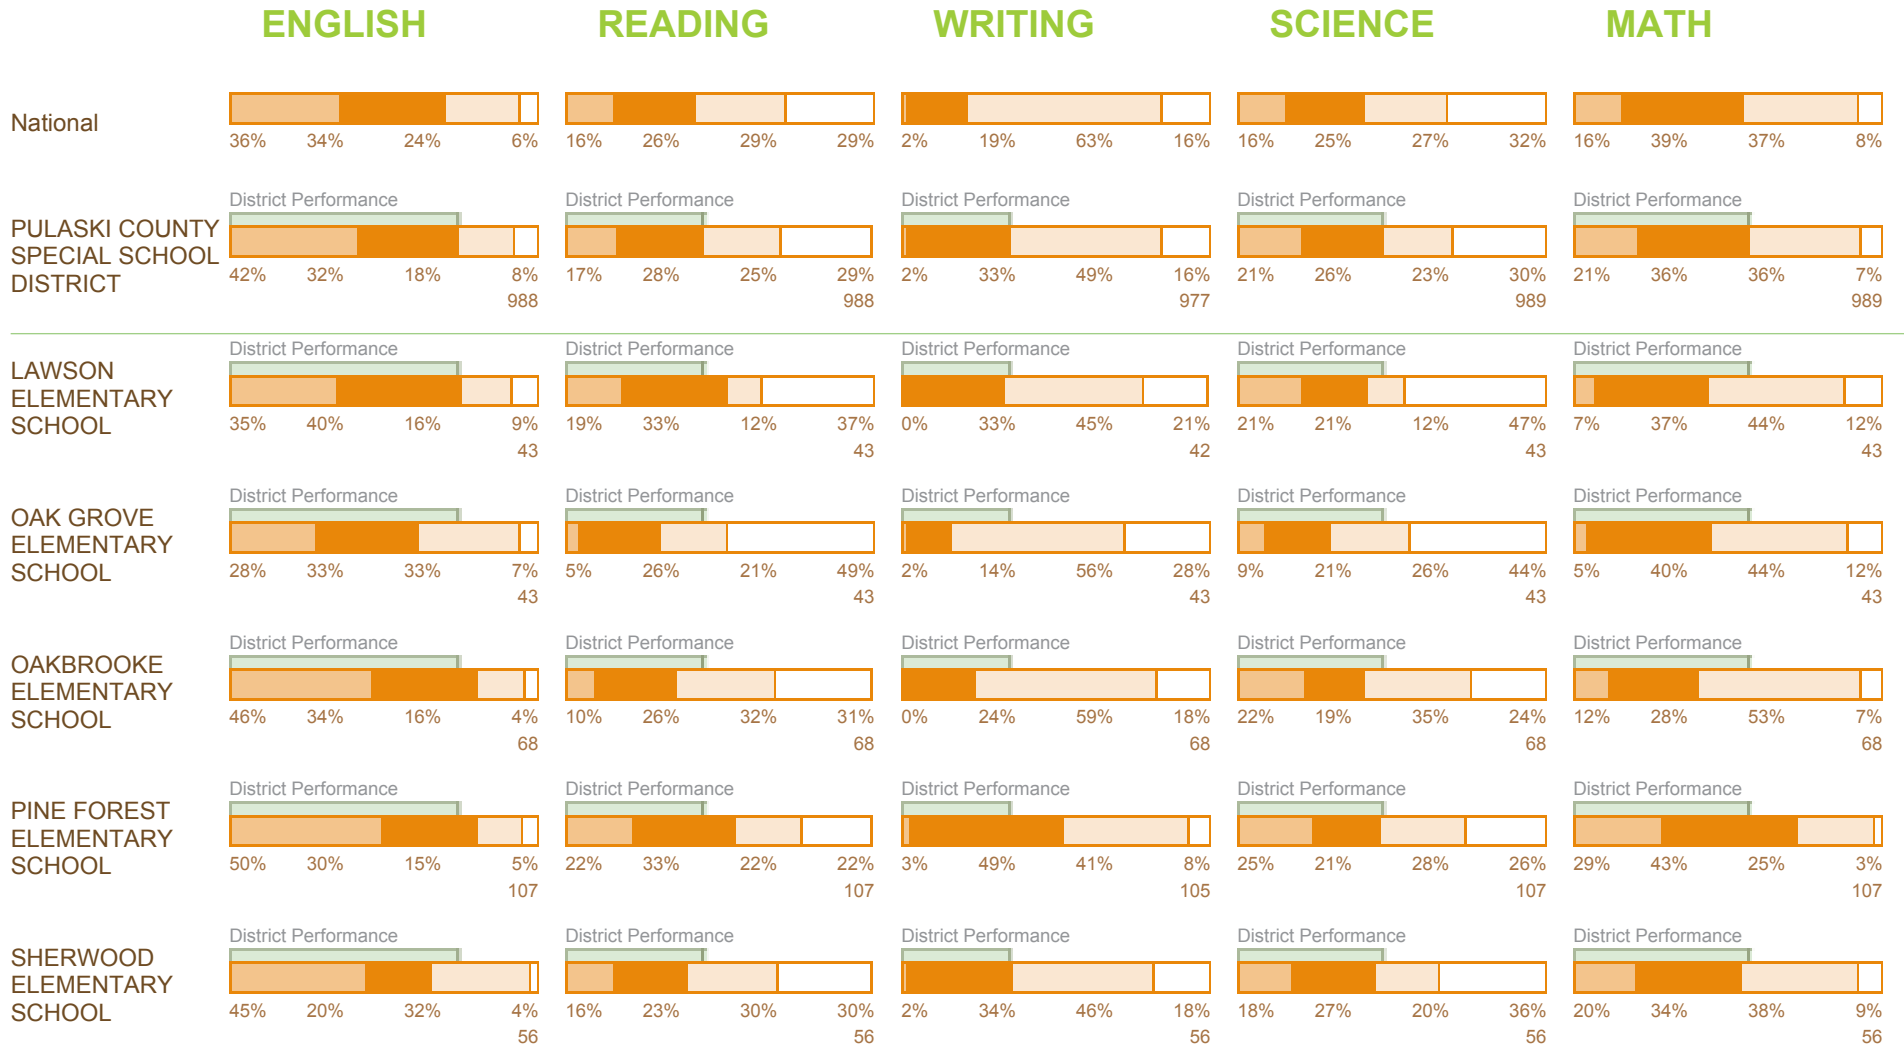 ENGLISH READING WRITING SCIENCE MATH
National
36% 34% 24% 6% 16% 26% 29% 29% 2% 19% 63% 16% 16% 25% 27% 32% 16% 39% 37% 8%
District Performance District Performance District Performance District Performance District Performance
PULASKI COUNTY
SPECIAL SCHOOL
DISTRICT
42% 32% 18% 8% 17% 28% 25% 29% 2% 33% 49% 16% 21% 26% 23% 30% 21% 36% 36% 7%
988 988 977 989 989
District Performance District Performance District Performance District Performance District Performance
LAWSON
ELEMENTARY
SCHOOL
35% 40% 16% 9% 19% 33% 12% 37% 0% 33% 45% 21% 21% 21% 12% 47% 7% 37% 44% 12%
43 43 42 43 43
District Performance District Performance District Performance District Performance District Performance
OAK GROVE
ELEMENTARY
SCHOOL
28% 33% 33% 7% 5% 26% 21% 49% 2% 14% 56% 28% 9% 21% 26% 44% 5% 40% 44% 12%
43 43 43 43 43
District Performance District Performance District Performance District Performance District Performance
OAKBROOKE
ELEMENTARY
SCHOOL
46% 34% 16% 4% 10% 26% 32% 31% 0% 24% 59% 18% 22% 19% 35% 24% 12% 28% 53% 7%
68 68 68 68 68
District Performance District Performance District Performance District Performance District Performance
PINE FOREST
ELEMENTARY
SCHOOL
50% 30% 15% 5% 22% 33% 22% 22% 3% 49% 41% 8% 25% 21% 28% 26% 29% 43% 25% 3%
107 107 105 107 107
District Performance District Performance District Performance District Performance District Performance
SHERWOOD
ELEMENTARY
SCHOOL
45% 20% 32% 4% 16% 23% 30% 30% 2% 34% 46% 18% 18% 27% 20% 36% 20% 34% 38% 9%
56 56 56 56 56